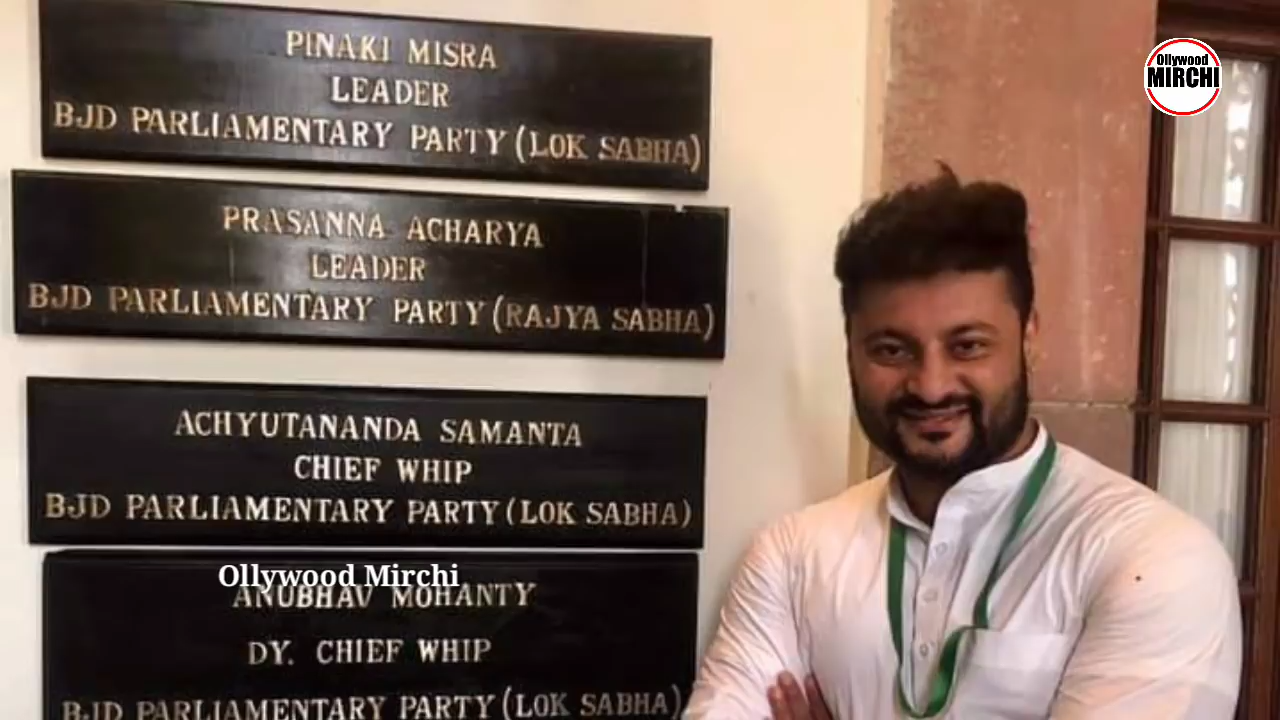 PINAKI MISRA
LEADER
BJD PARLIAMENTARY PARTY (LOK SABHA)
Ollywood
MIRCHI
PRASANNA ACHARYA
LEADER
BJD PARLIAMENTARY PARTY (RAJYA SABHA)
ACHYUTANANDA SAMANTA
CHIEF WHIP
BJD PARLIAMENTARY PARTY (LOK SABHA)
Ollywood Mirchi
ANUBHAV MOHANTY
DY. CHIEF WHIP
BJD PARLIAMENTARY PARTY (LOK SABHA)